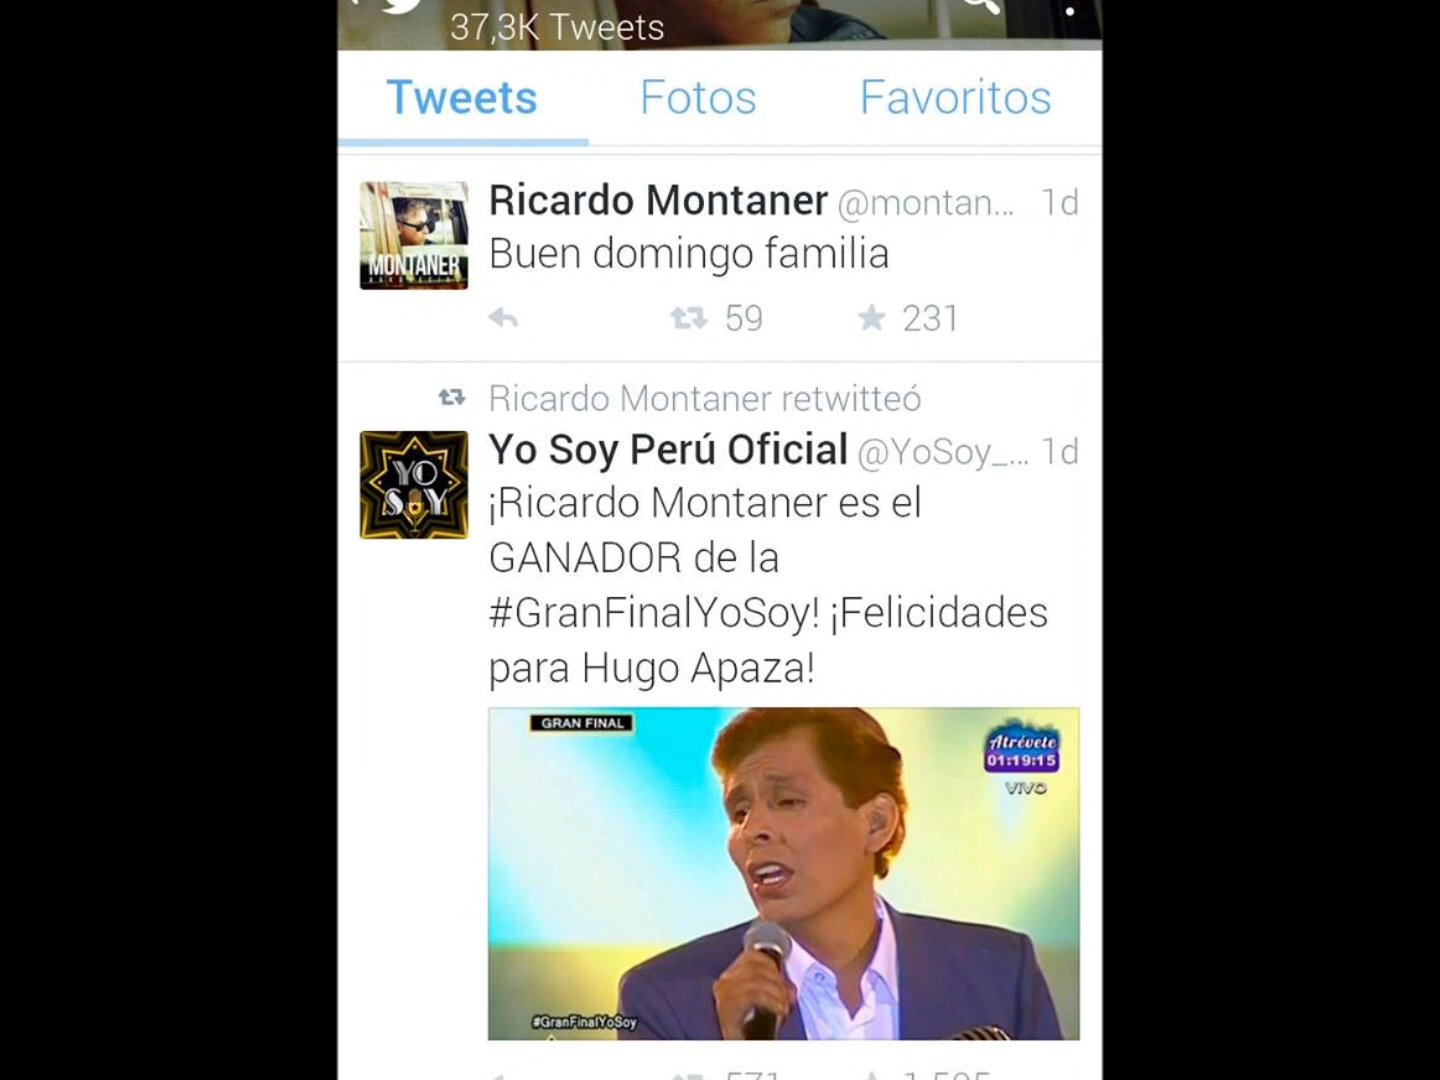 37,3K Tweets
Tweets Fotos Favoritos
Ricardo Montaner @montan... 1d
Buen domingo familia
59 231
MONTANER
Ricardo Montaner retwitteó
Yo Soy Perú Oficial @YoSoy_... 1d
YO
SOY
¡Ricardo Montaner es el
GANADOR de la
#GranFinalYoSoy! ¡Felicidades
para Hugo Apaza!
GRAN FINAL
Atrévete
01:19:15
VIVO
#GranFinalYoSoy